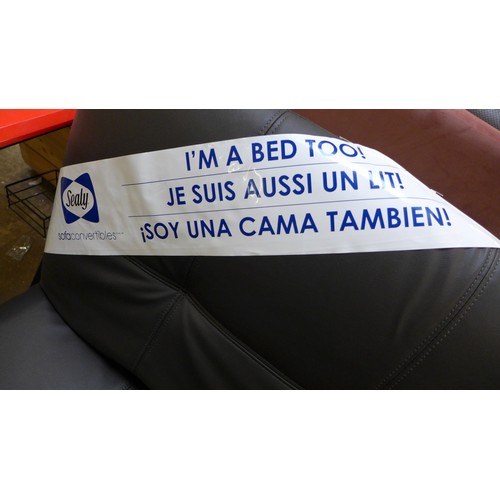 I'M A BED TOO!
JE SUIS AUSSI UN LIT!
¡SOY UNA CAMA TAMBIEN!
Sealy
sofaconvertibles